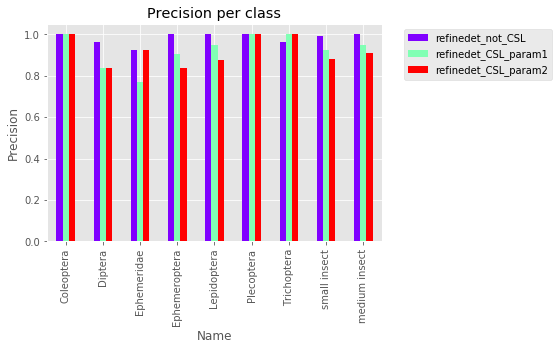 Precision per class
refinedet_not_CSL
refinedet_CSL_param1
refinedet_CSL_param2
Precision
1.0
0.8
0.6
0.4
0.2
0.0
Coleoptera
Diptera
Ephemeridae
Ephemeroptera
Lepidoptera
Plecoptera
Trichoptera
small insect
medium insect
Name